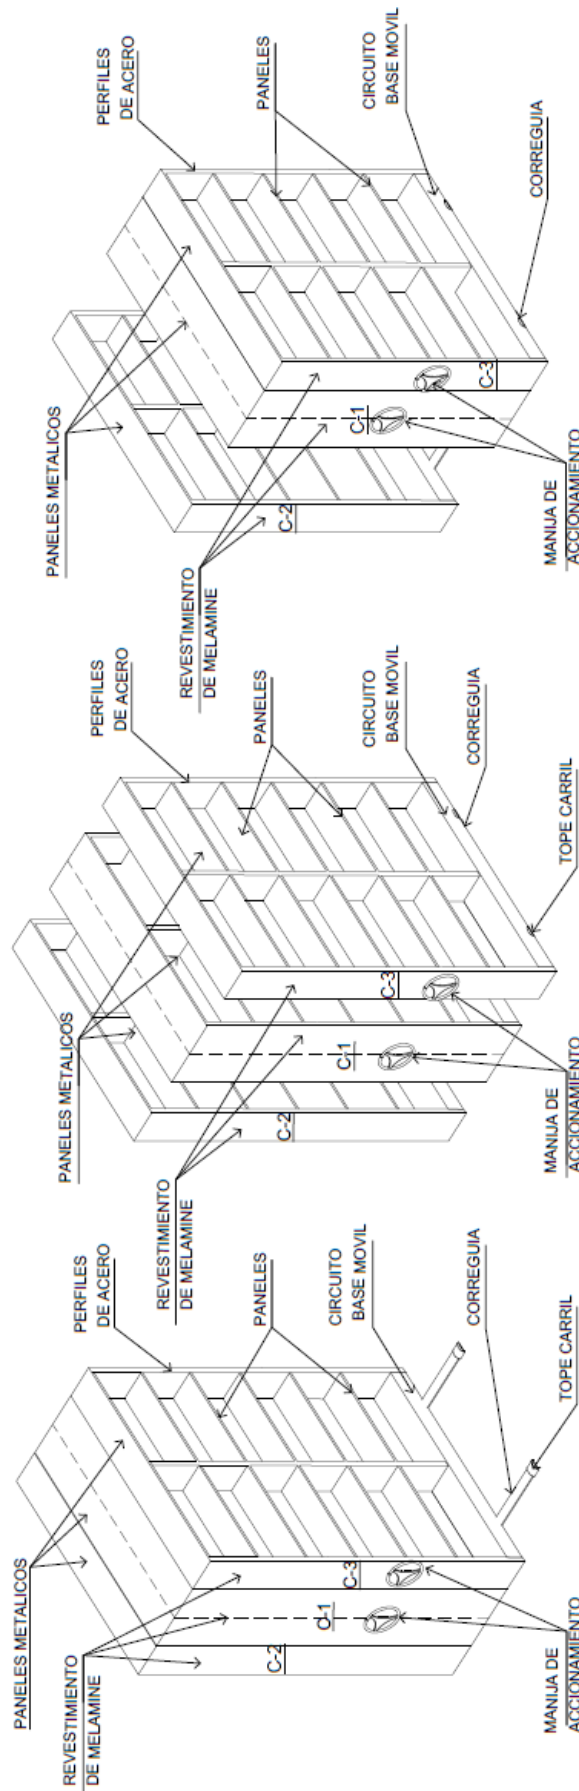 PANELES METALICOS
PERFILES
DE ACERO
REVESTIMIENTO
DE MELAMINE
PANELES
C-2
C-1
C-3
CIRCUITO
BASE MOVIL
CORREGUIA
TOPE CARRIL
MANIJA DE
ACCIONAMIENTO
PANELES METALICOS
PERFILES
DE ACERO
REVESTIMIENTO
DE MELAMINE
PANELES
C-2
C-1
C-3
CIRCUITO
BASE MOVIL
CORREGUIA
TOPE CARRIL
MANIJA DE
ACCIONAMIENTO
PANELES METALICOS
PERFILES
DE ACERO
REVESTIMIENTO
DE MELAMINE
PANELES
C-2
C-1
C-3
CIRCUITO
BASE MOVIL
CORREGUIA
MANIJA DE
ACCIONAMIENTO